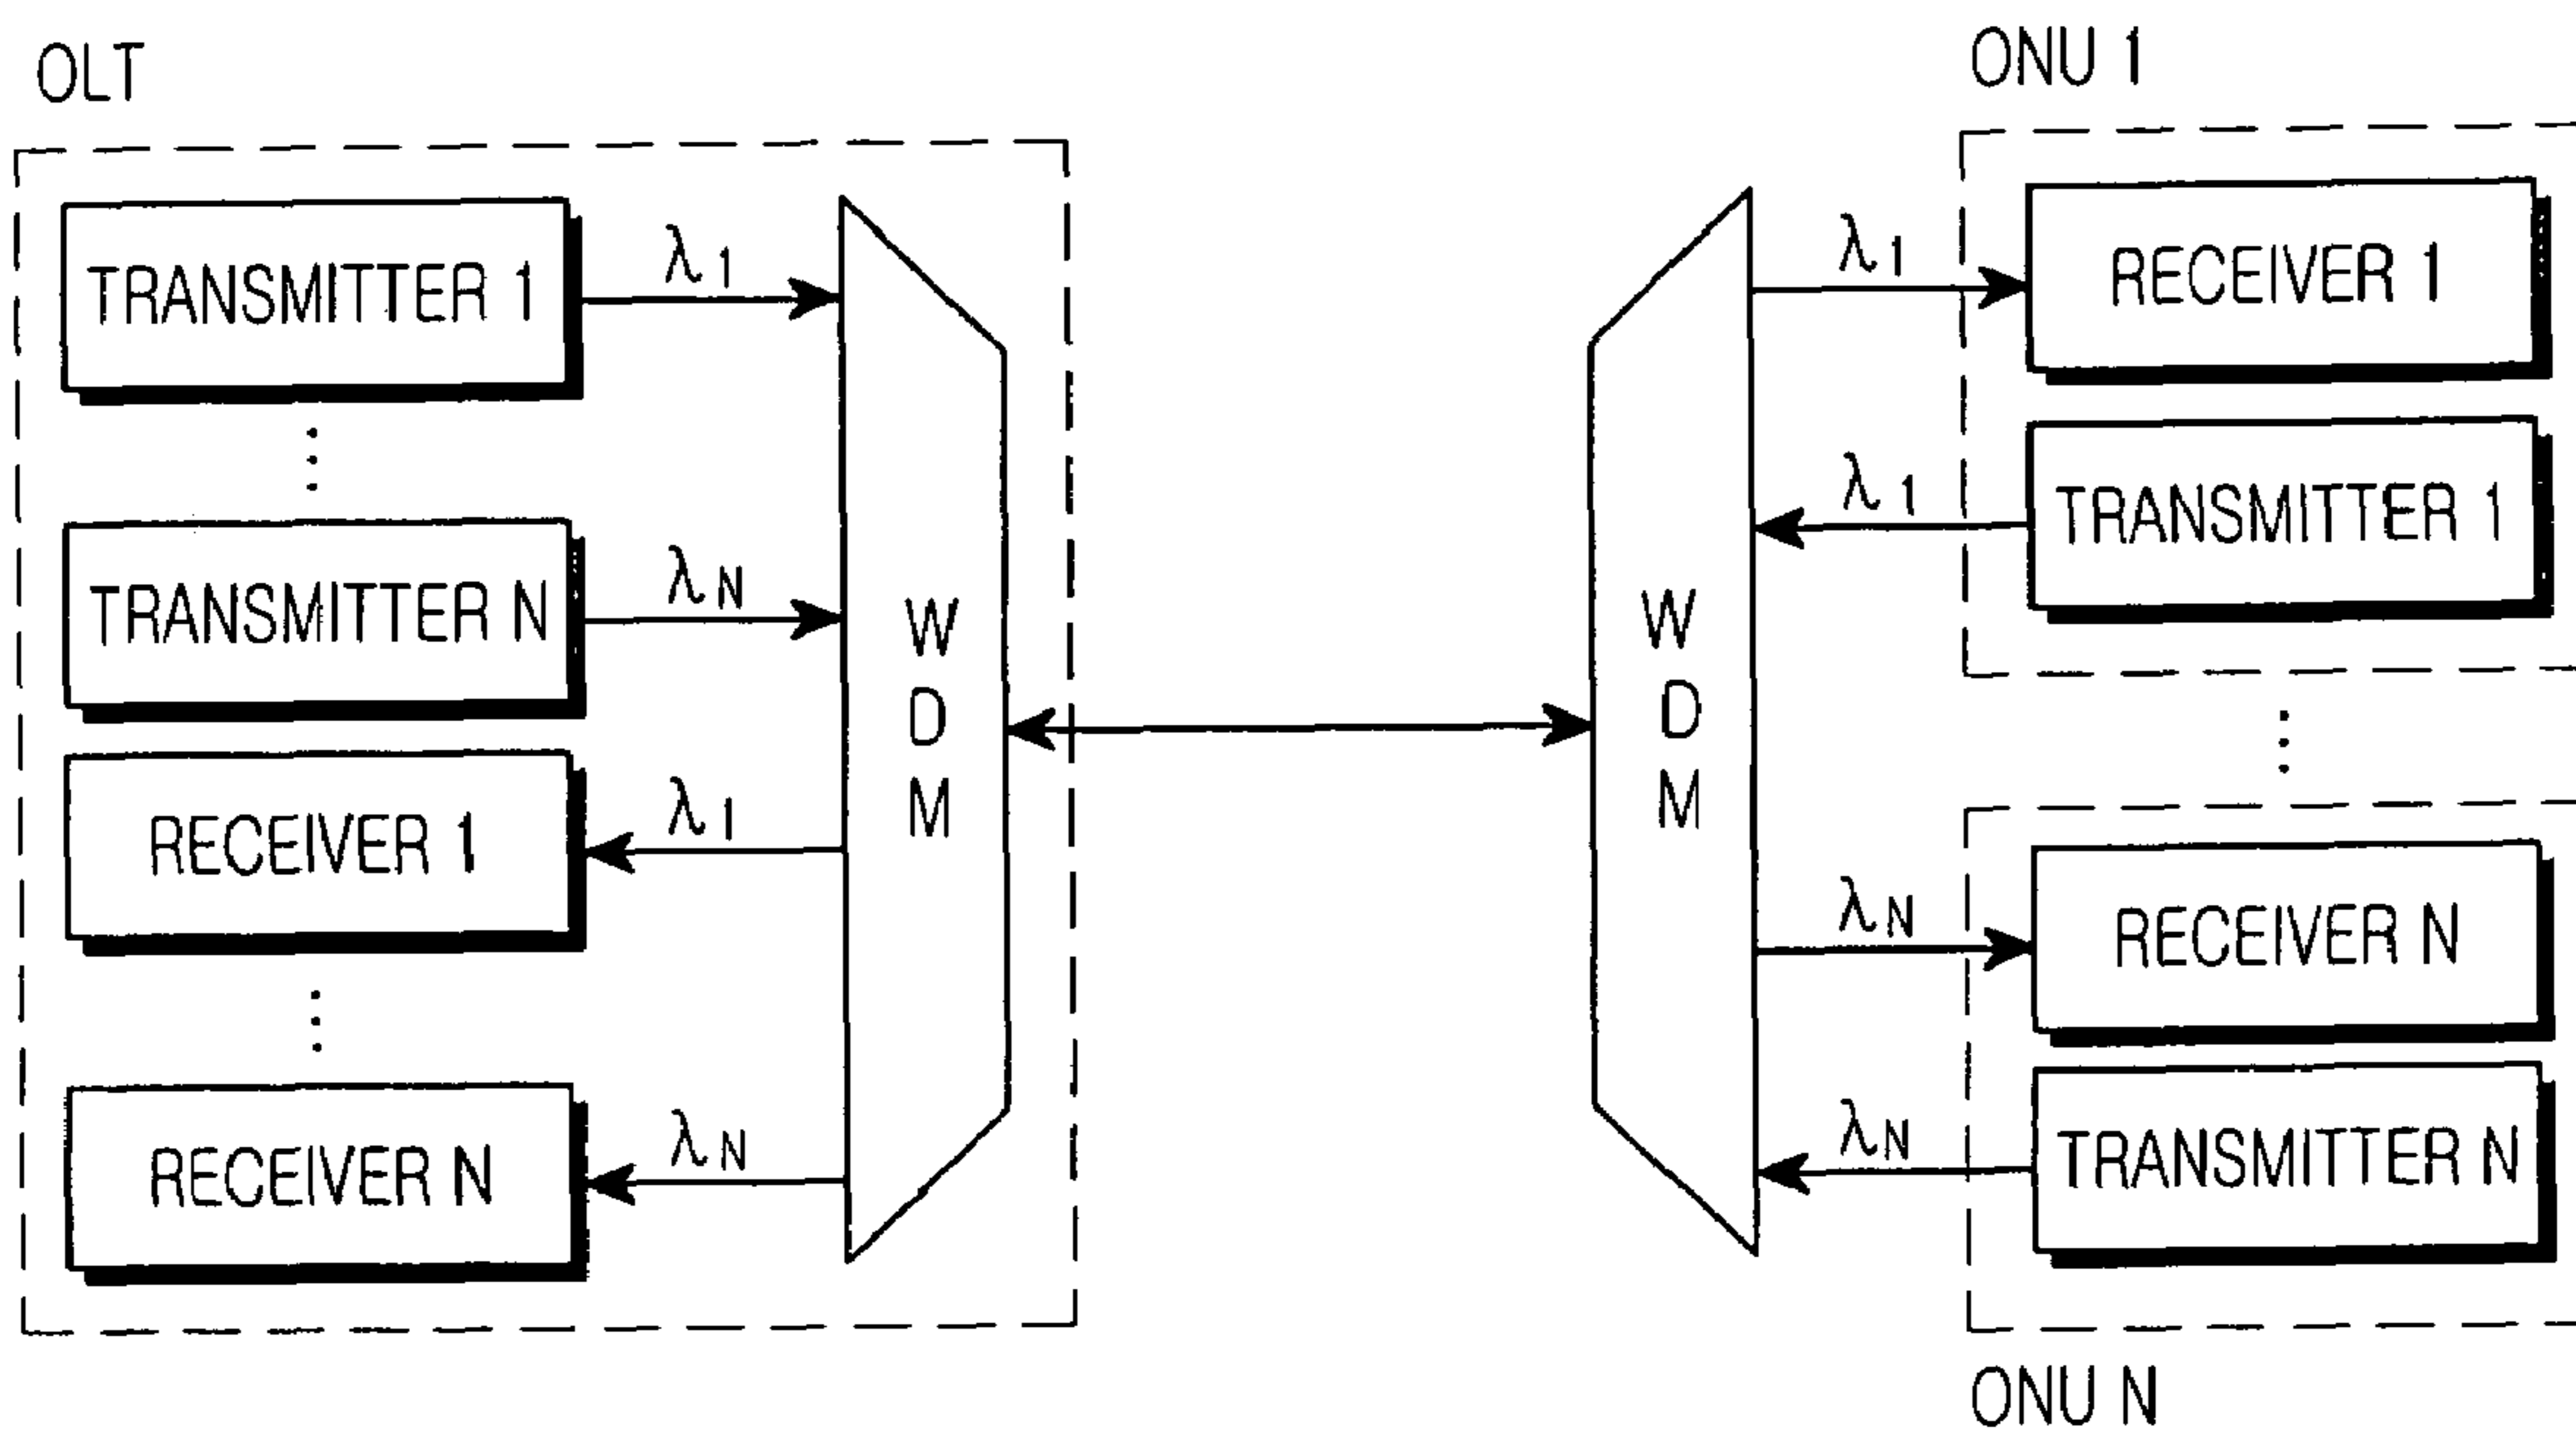 OLT
TRANSMITTER 1
λ1
TRANSMITTER N
λN
RECEIVER 1
λ1
RECEIVER N
λN
W
D
M
W
D
M
ONU 1
λ1
RECEIVER 1
λ1
TRANSMITTER 1
λN
RECEIVER N
λN
TRANSMITTER N
ONU N